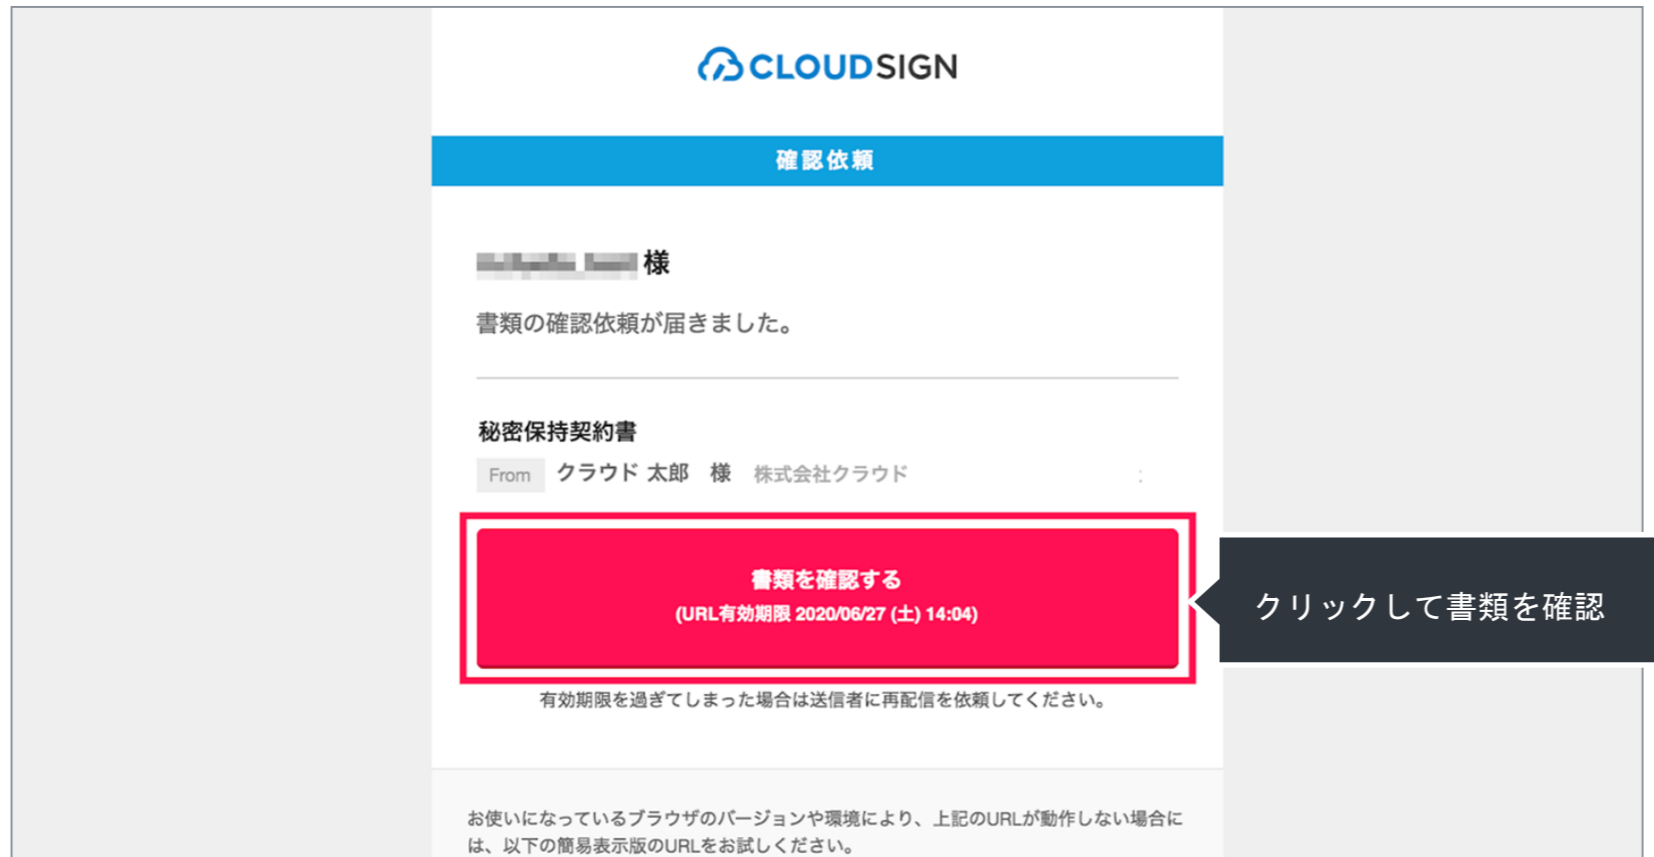 CLOUDSIGN
確認依頼
様
書類の確認依頼が届きました。
秘密保持契約書
From クラウド 太郎 様 株式会社クラウド :
書類を確認する
(URL有効期限 2020/06/27 (土) 14:04)
クリックして書類を確認
有効期限を過ぎてしまった場合は送信者に再配信を依頼してください。
お使いになっているブラウザのバージョンや環境により、上記のURLが動作しない場合に
は、以下の簡易表示版のURLをお試しください。